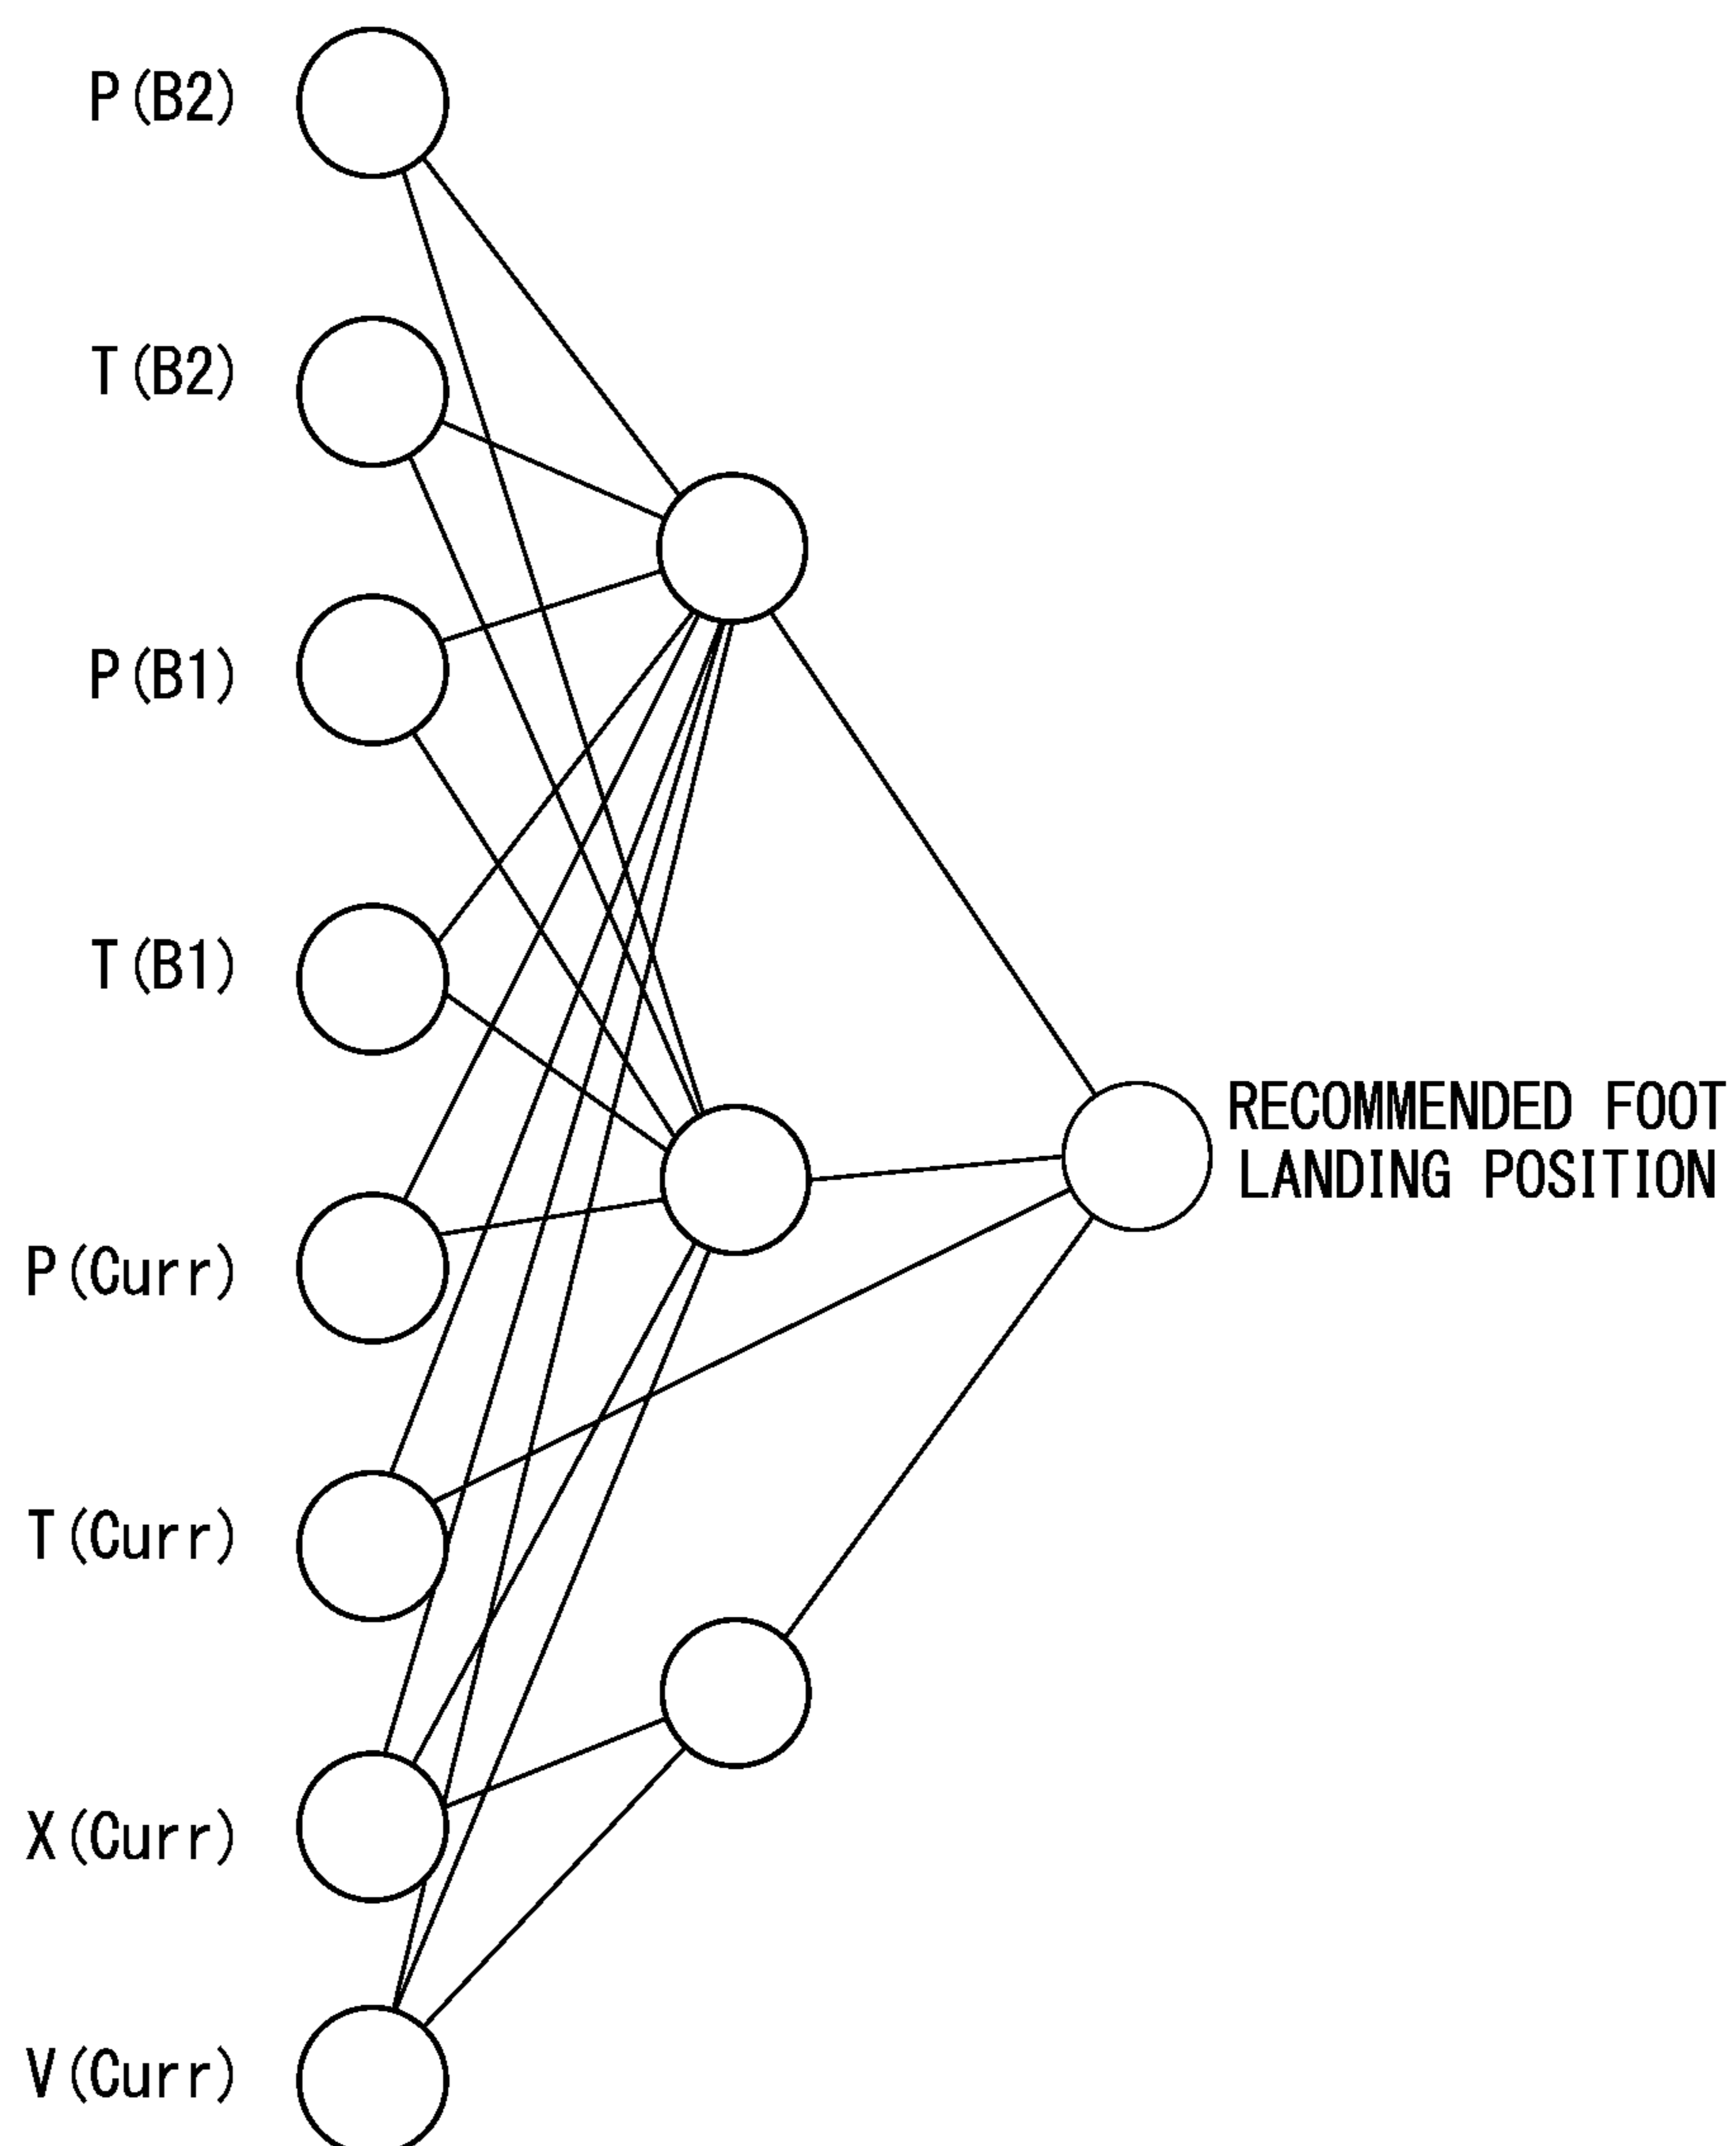 P(B2)
T(B2)
P(B1)
T(B1)
RECOMMENDED FOOT
LANDING POSITION
P(Curr)
T(Curr)
X(Curr)
V(Curr)